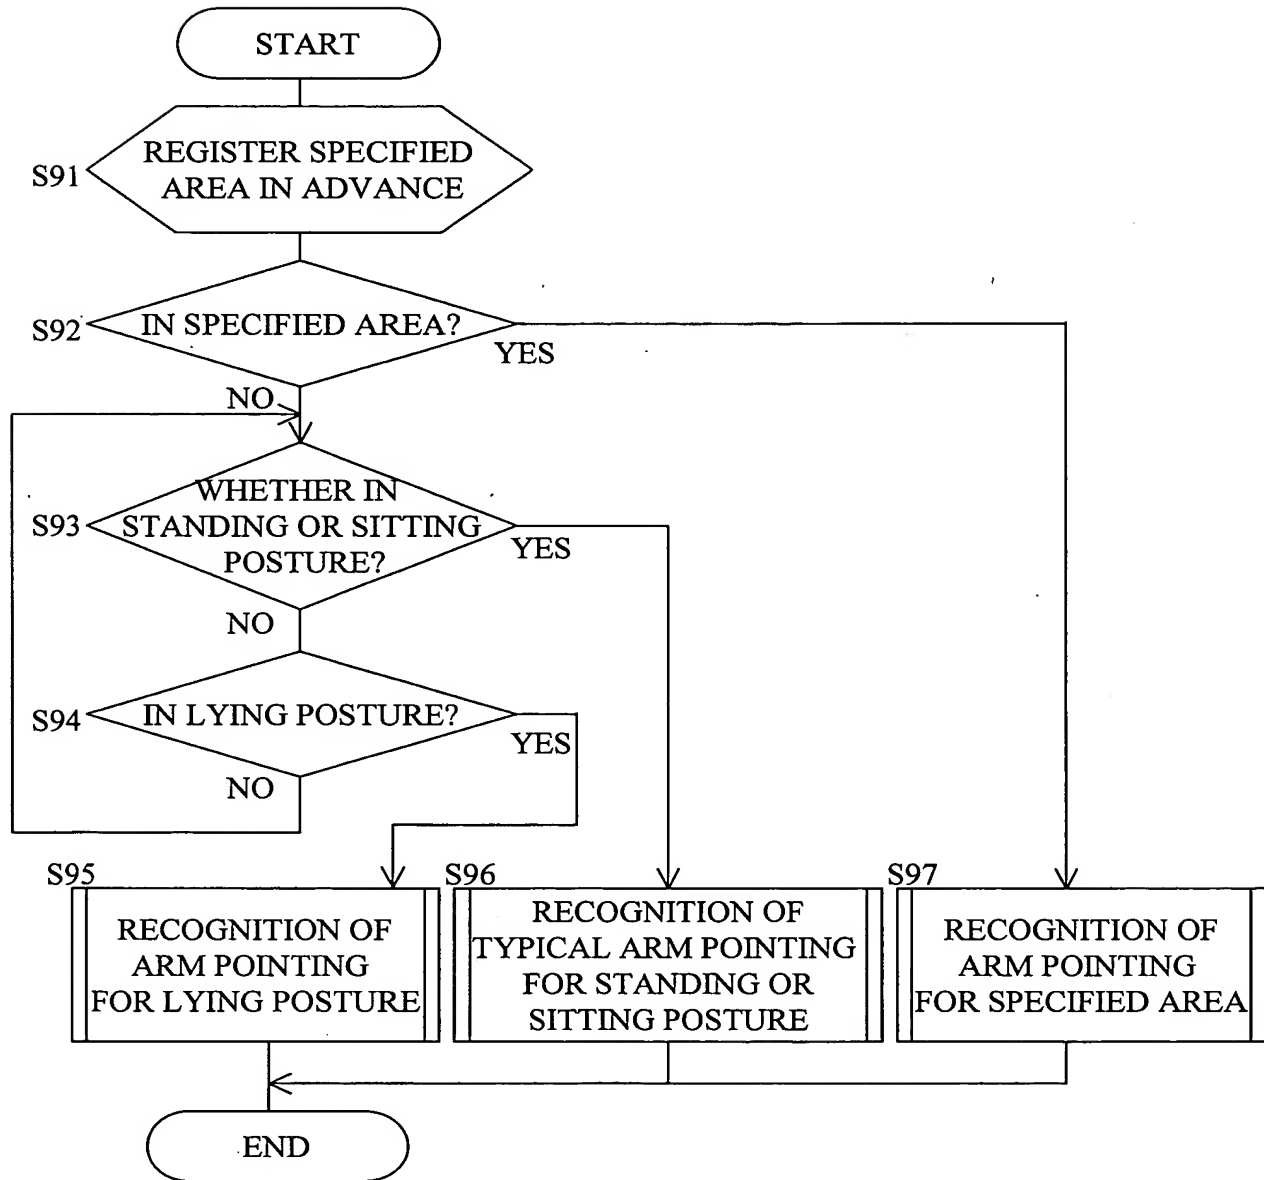 START
REGISTER SPECIFIED
AREA IN ADVANCE
S91
IN SPECIFIED AREA?
S92
YES
NO
WHETHER IN
STANDING OR SITTING
POSTURE?
S93
YES
NO
IN LYING POSTURE?
S94
YES
NO
S95
RECOGNITION OF
ARM POINTING
FOR LYING POSTURE
S96
RECOGNITION OF
TYPICAL ARM POINTING
FOR STANDING OR
SITTING POSTURE
S97
RECOGNITION OF
ARM POINTING
FOR SPECIFIED AREA
END